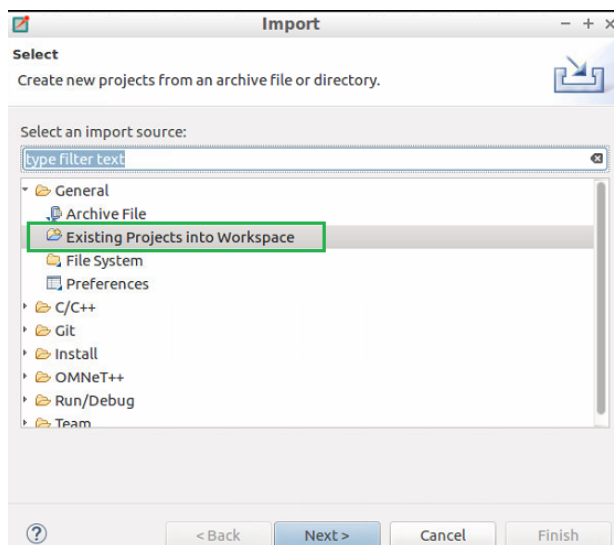 Import
Select
Create new projects from an archive file or directory.
Select an import source:
type filter text
General
Archive File
Existing Projects into Workspace
File System
Preferences
C/C++
Git
Install
OMNeT++
Run/Debug
Team
< Back Next > Cancel Finish